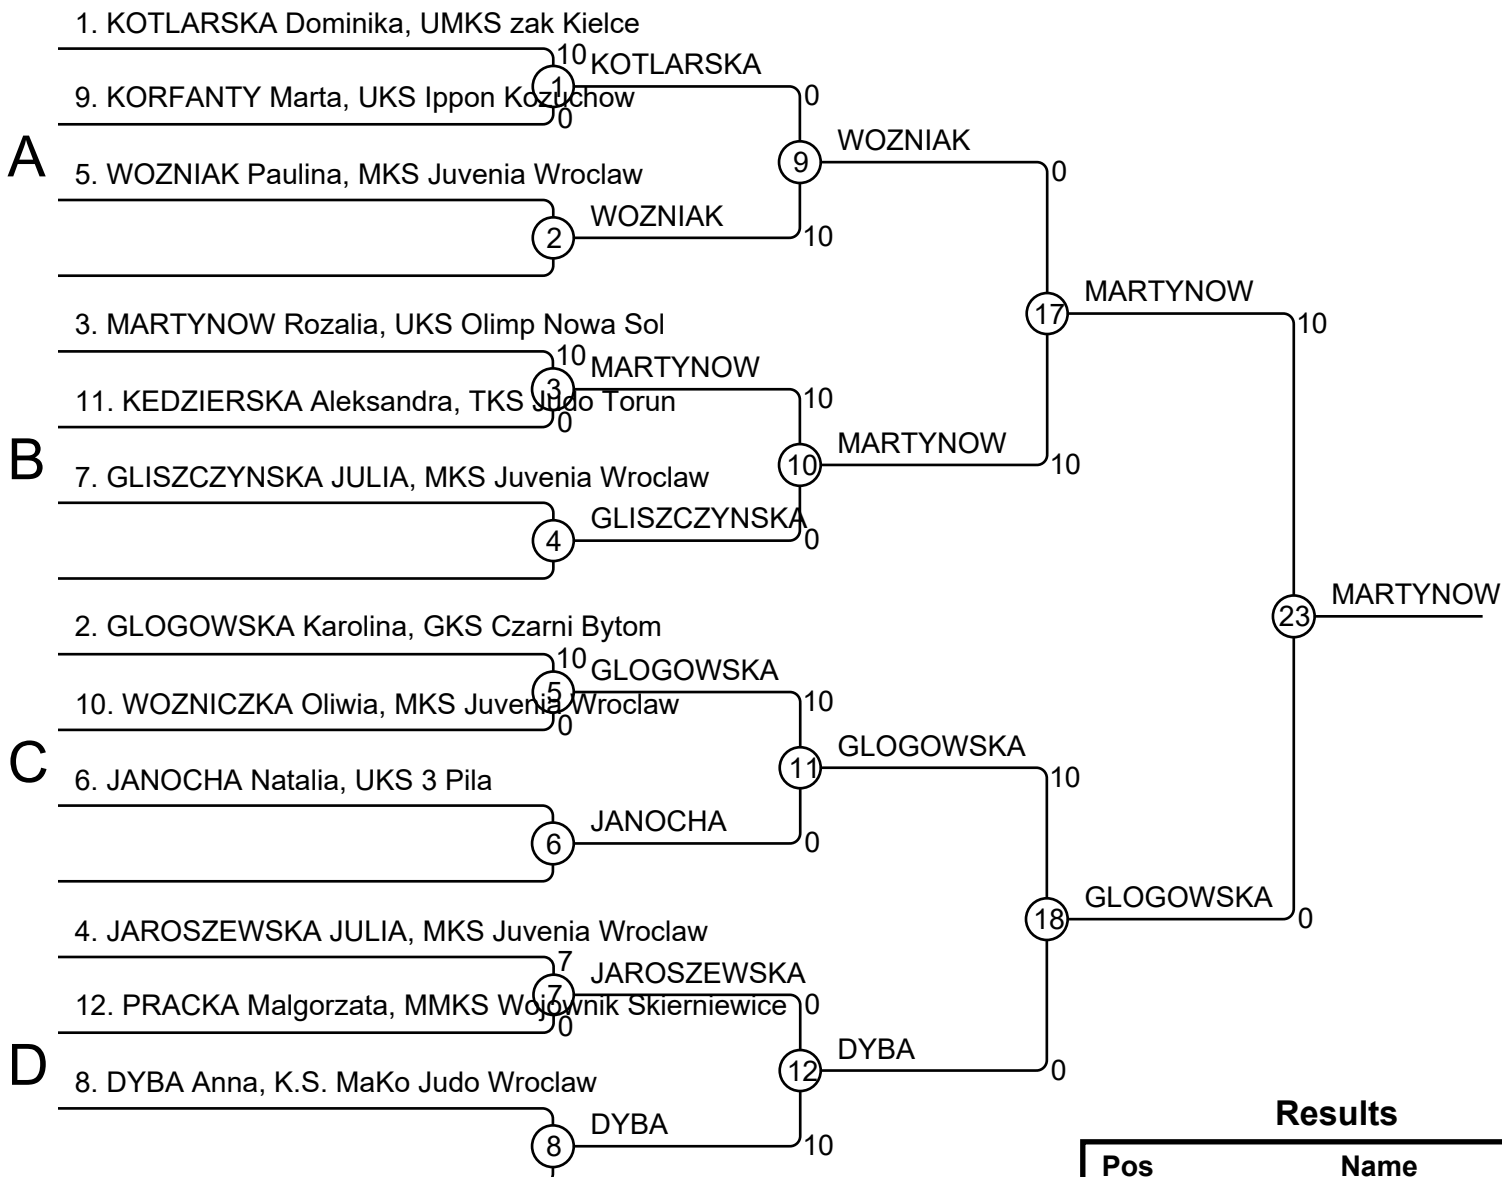 1. KOTLARSKA Dominika, UMKS zak Kielce
10
KOTLARSKA
1
0
9. KORFANTY Marta, UKS Ippon Kozuchow
0
A
9
WOZNIAK
5. WOZNIAK Paulina, MKS Juvenia Wroclaw
0
WOZNIAK
2
10
3. MARTYNOW Rozalia, UKS Olimp Nowa Sol
17
MARTYNOW
10
10
MARTYNOW
3
10
11. KEDZIERSKA Aleksandra, TKS Judo Torun
0
B
10
MARTYNOW
10
7. GLISZCZYNSKA JULIA, MKS Juvenia Wroclaw
GLISZCZYNSKA
4
0
23
MARTYNOW
2. GLOGOWSKA Karolina, GKS Czarni Bytom
10
GLOGOWSKA
5
10
10. WOZNICZKA Oliwia, MKS Juvenia Wroclaw
0
C
11
GLOGOWSKA
10
6. JANOCHA Natalia, UKS 3 Pila
JANOCHA
6
0
18
GLOGOWSKA
0
4. JAROSZEWSKA JULIA, MKS Juvenia Wroclaw
7
JAROSZEWSKA
7
0
12. PRACKA Malgorzata, MMKS Wojownik Skierniewice
0
D
12
DYBA
0
8. DYBA Anna, K.S. MaKo Judo Wroclaw
DYBA
8
10
Results
Pos Name